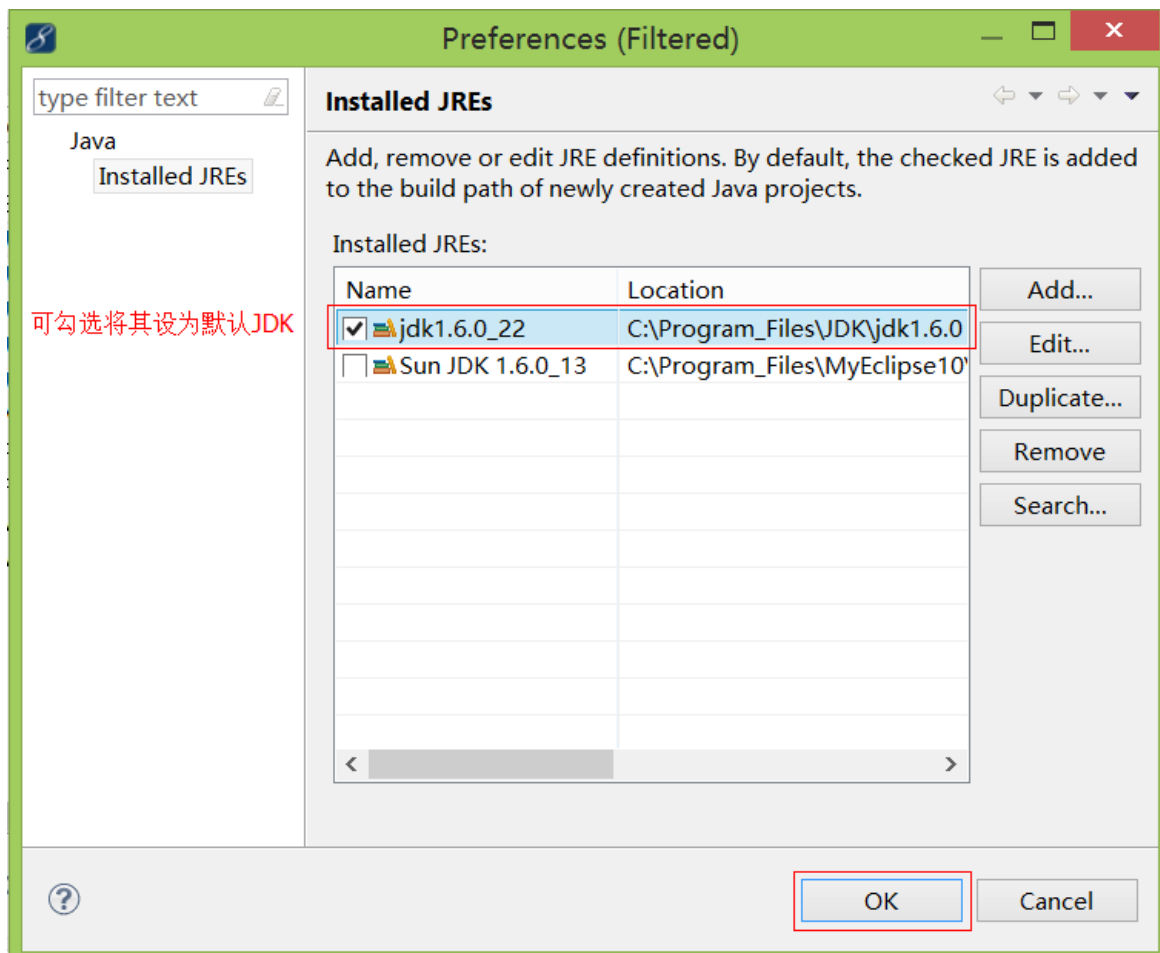 Preferences (Filtered)
type filter text
Java
Installed JREs
可勾选将其设为默认JDK
Installed JREs
Add, remove or edit JRE definitions. By default, the checked JRE is added
to the build path of newly created Java projects.
Installed JREs:
Name Location
jdk1.6.0_22 C:\Program_Files\JDK\jdk1.6.0
Sun JDK 1.6.0_13 C:\Program_Files\MyEclipse10\
Add...
Edit...
Duplicate...
Remove
Search...
OK
Cancel